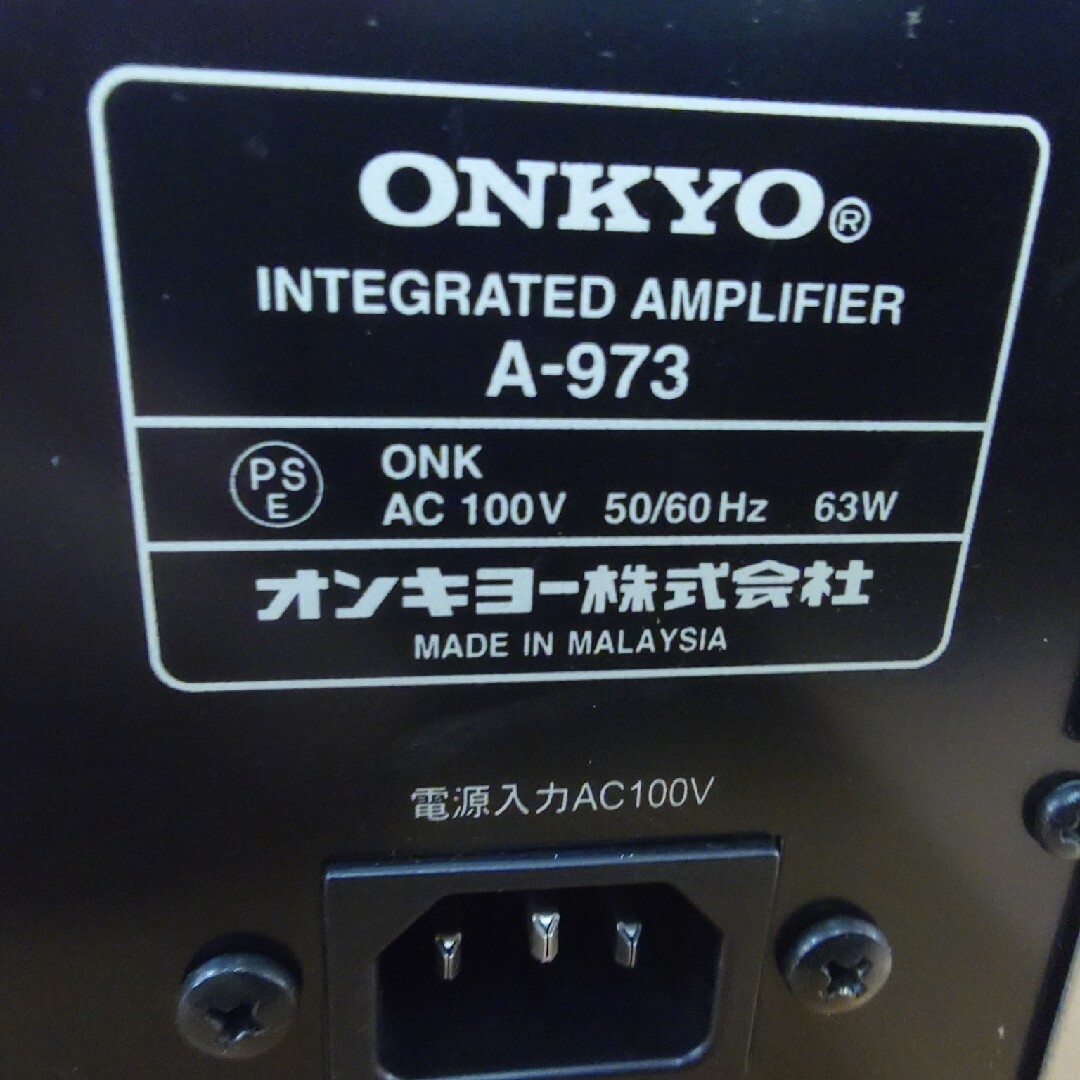 ONKYO®
INTEGRATED AMPLIFIER
A-973
PS
E
ONK
AC 100V 50/60Hz 63W
オンキヨー株式会社
MADE IN MALAYSIA
電源入力AC100V